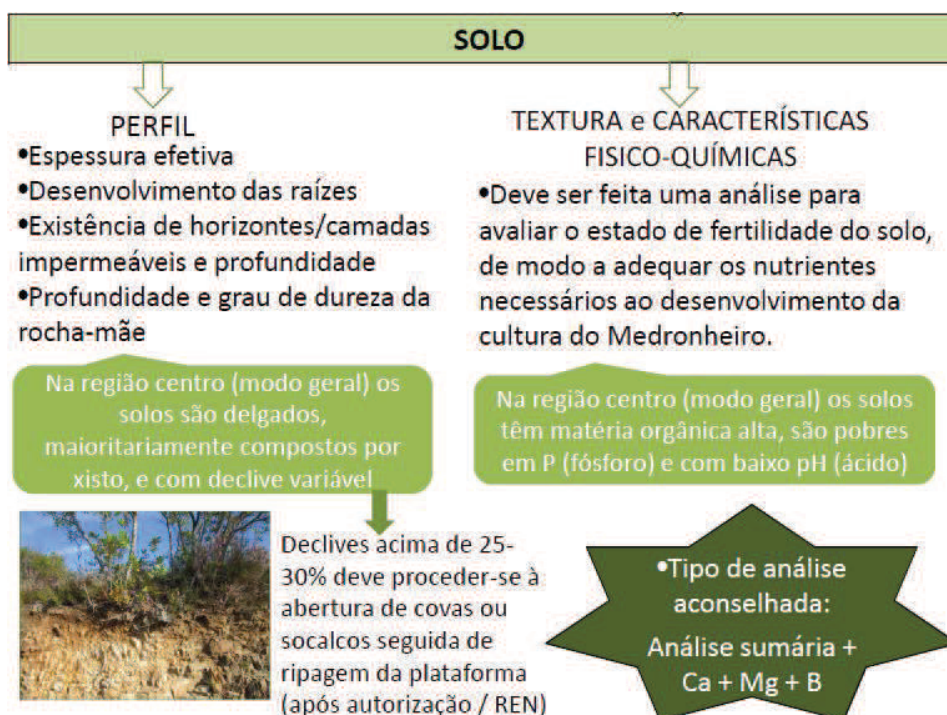 SOLO
PERFIL
•Espessura efetiva
•Desenvolvimento das raízes
•Existência de horizontes/camadas
impermeáveis e profundidade
•Profundidade e grau de dureza da
rocha-mãe
Na região centro (modo geral) os
solos são delgados,
maioritariamente compostos por
xisto, e com declive variável
Declives acima de 25-
30% deve proceder-se à
abertura de covas ou
socalcos seguida de
ripagem da plataforma
(após autorização / REN)
TEXTURA e CARACTERÍSTICAS
FISICO-QUÍMICAS
•Deve ser feita uma análise para
avaliar o estado de fertilidade do solo,
de modo a adequar os nutrientes
necessários ao desenvolvimento da
cultura do Medronheiro.
Na região centro (modo geral) os solos
têm matéria orgânica alta, são pobres
em P (fósforo) e com baixo pH (ácido)
•Tipo de análise
aconselhada:
Análise sumária +
Ca + Mg + B